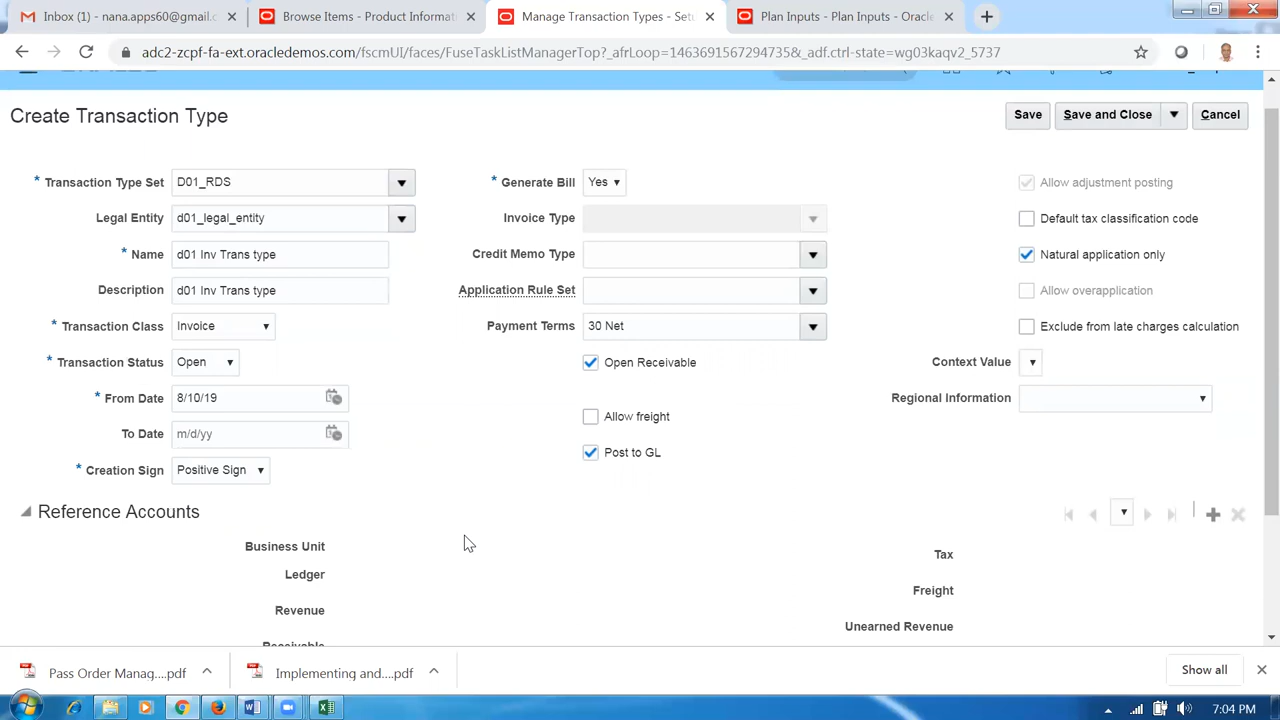 Inbox (1) - nana.apps60@gmail.c
Browse Items - Product Informati
Manage Transaction Types - Setu
Plan Inputs - Plan Inputs - Oracl
adc2-zcpf-fa-ext.oracledemos.com/fscmUI/faces/FuseTaskListManagerTop?_afrLoop=146369156729473​5&_adf.ctrl-state=wg03kaqv2_5737
Create Transaction Type
Save
Save and Close
Cancel
* Transaction Type Set D01_RDS
* Generate Bill Yes
Allow adjustment posting
Legal Entity d01_legal_entity
Invoice Type
Default tax classification code
* Name d01 Inv Trans type
Credit Memo Type
Natural application only
Description d01 Inv Trans type
Application Rule Set
Allow overapplication
* Transaction Class Invoice
Payment Terms 30 Net
Exclude from late charges calculation
* Transaction Status Open
Open Receivable
Context Value
* From Date 8/10/19
Regional Information
Allow freight
To Date m/d/yy
Post to GL
* Creation Sign Positive Sign
Reference Accounts
Business Unit
Tax
Ledger
Freight
Revenue
Unearned Revenue
Receivable
Pass Order Manag....pdf
Implementing and....pdf
Show all
7:04 PM